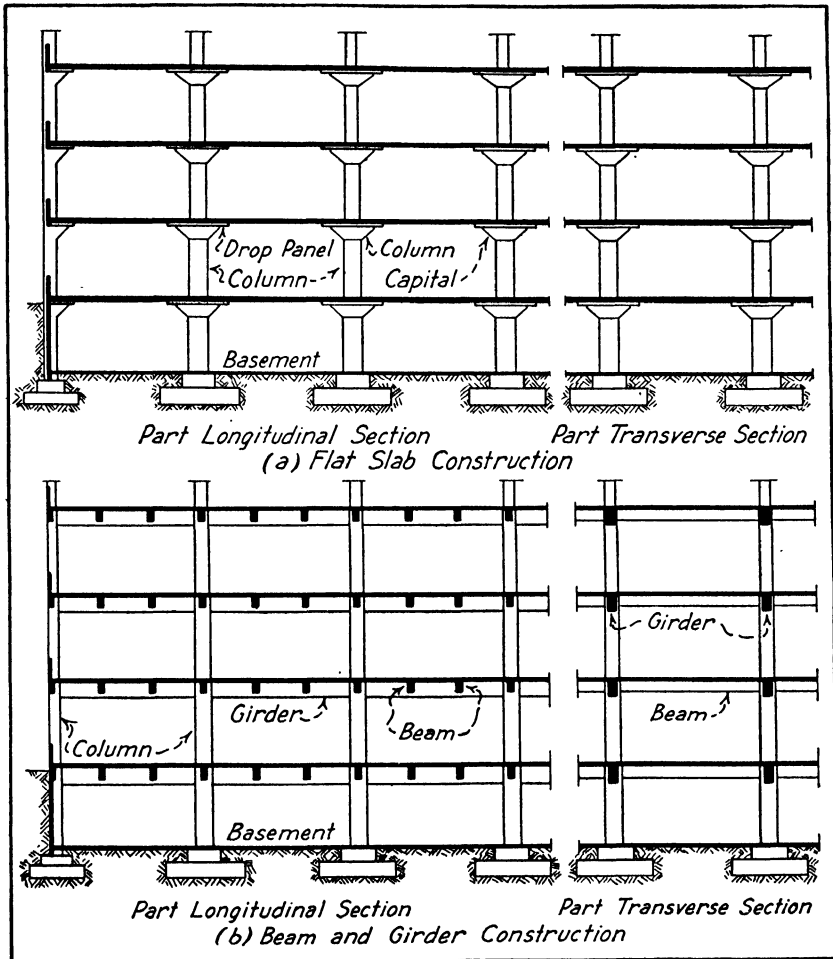 Drop Panel
Column
Column
Capital
Basement
Part Longitudinal Section
Part Transverse Section
(a) Flat Slab Construction
Girder
Girder
Beam
Beam
Column
Basement
Part Longitudinal Section
Part Transverse Section
(b) Beam and Girder Construction